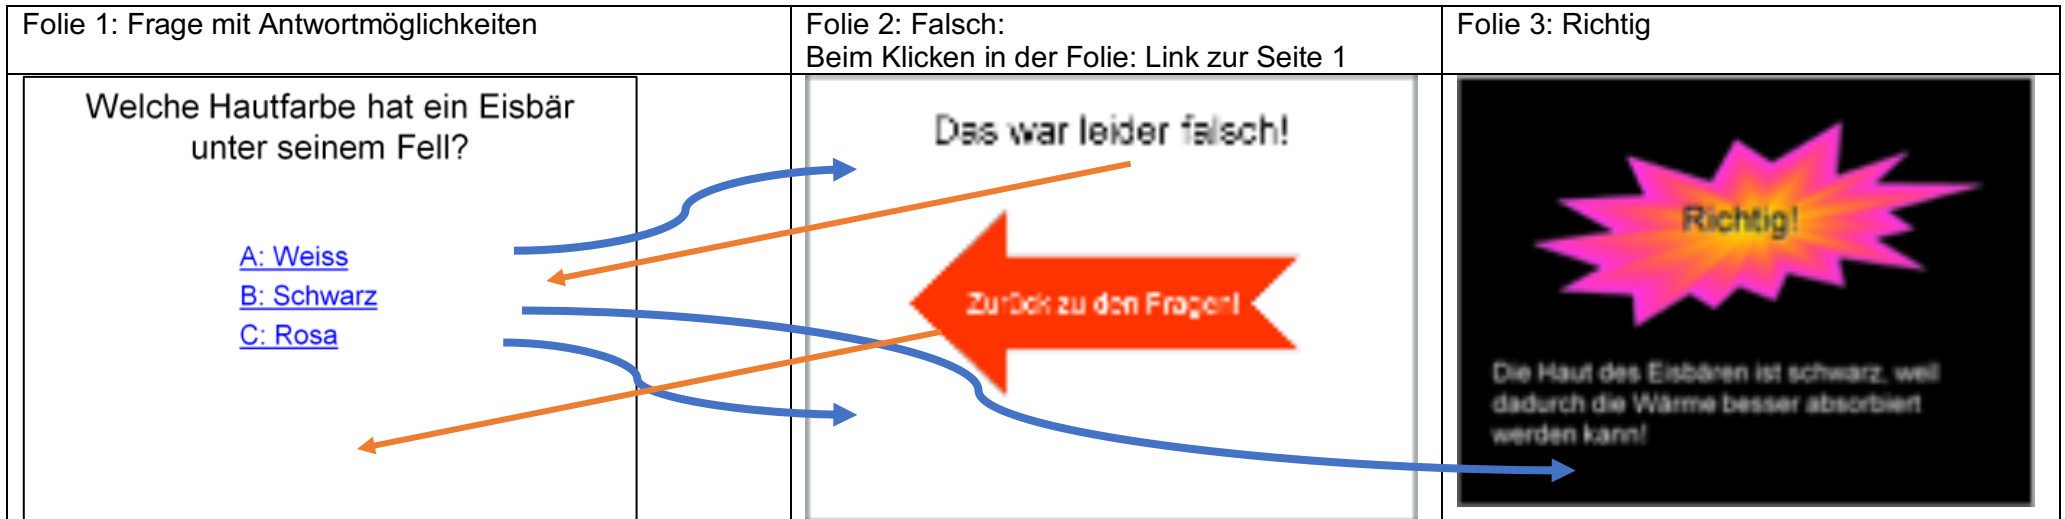 Folie 1: Frage mit Antwortmöglichkeiten
Folie 2: Falsch:
Beim Klicken in der Folie: Link zur Seite 1
Folie 3: Richtig
Welche Hautfarbe hat ein Eisbär
unter seinem Fell?
A: Weiss
B: Schwarz
C: Rosa
Das war leider falsch!
Zurück zu den Fragen!
Richtig!
Die Haut des Eisbären ist schwarz, weil
dadurch die Wärme besser absorbiert
werden kann!